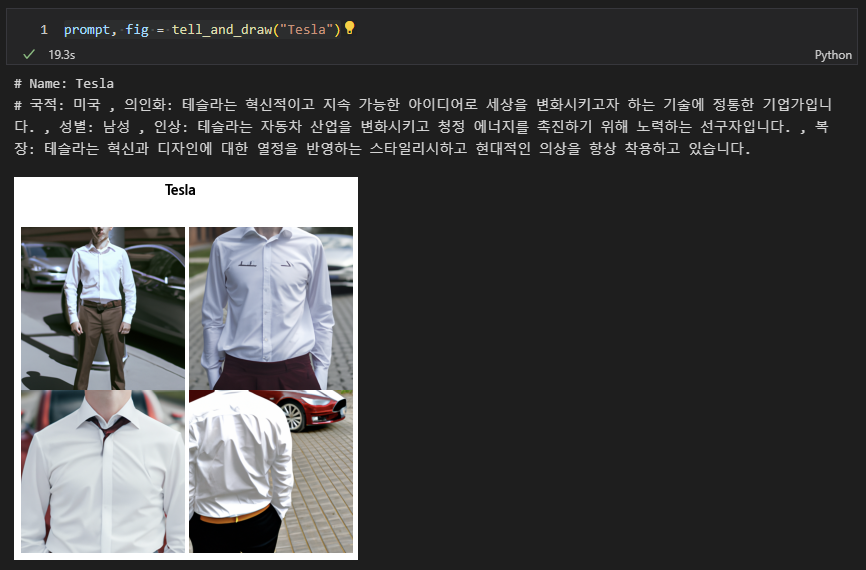 1 prompt, fig = tell_and_draw("Tesla")
19.3s Python
# Name: Tesla
# 국적: 미국 , 의인화: 테슬라는 혁신적이고 지속 가능한 아이디어로 세상을 변화시키고자 하는 기술에 정통한 기업가입니
다. , 성별: 남성 , 인상: 테슬라는 자동차 산업을 변화시키고 청정 에너지를 촉진하기 위해 노력하는 선구자입니다. , 복
장: 테슬라는 혁신과 디자인에 대한 열정을 반영하는 스타일리시하고 현대적인 의상을 항상 착용하고 있습니다.
Tesla